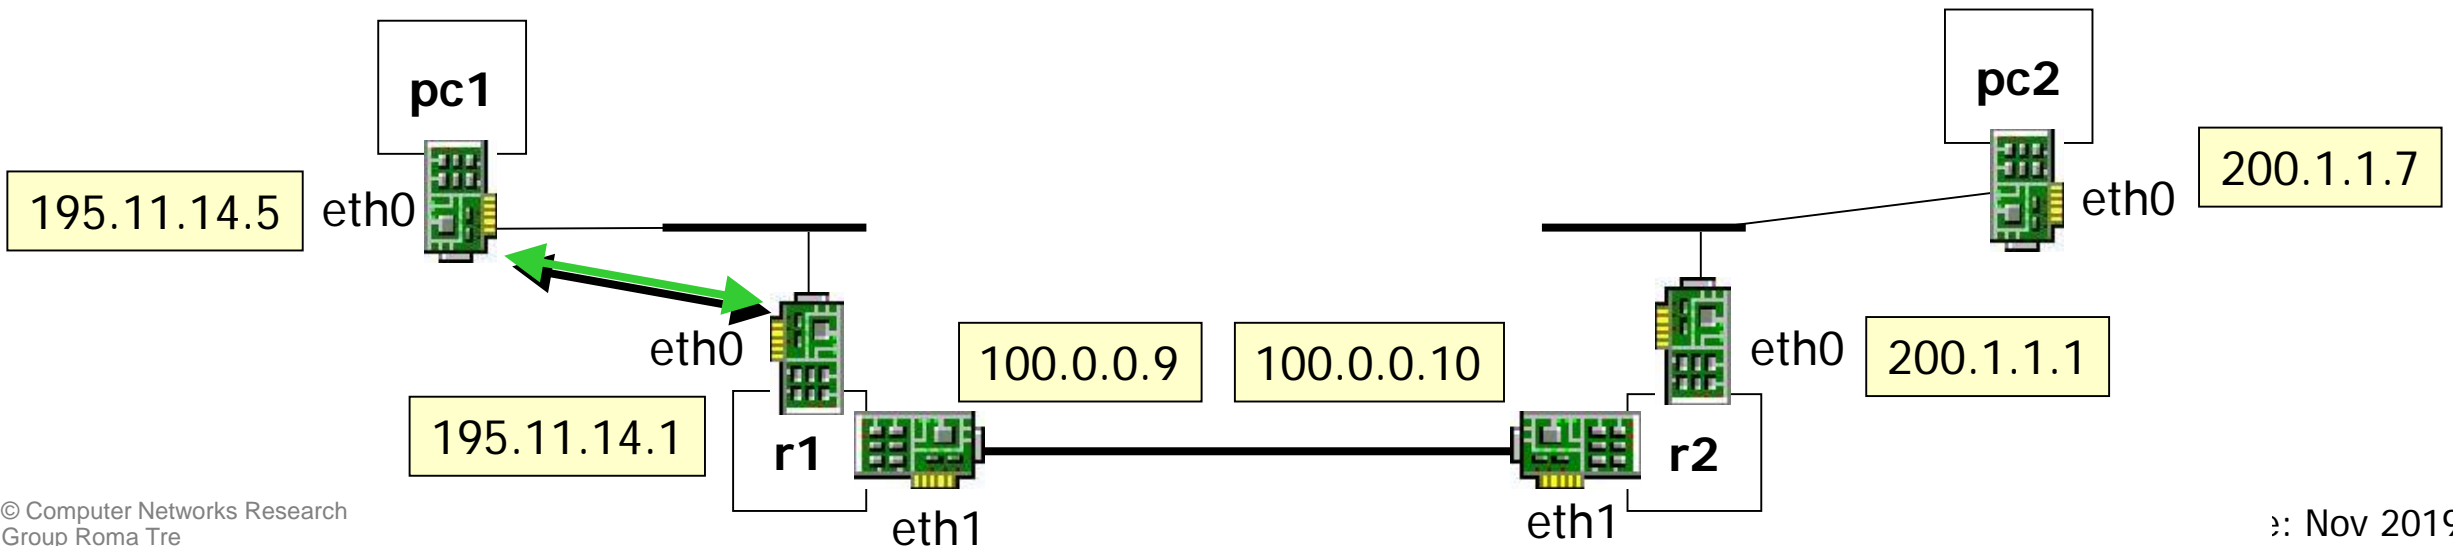 pc1
pc2
195.11.14.5
eth0
eth0
200.1.1.7
eth0
100.0.0.9
100.0.0.10
eth0
200.1.1.1
195.11.14.1
r1
r2
© Computer Networks Research
Group Roma Tre
eth1
eth1
: Nov 2019